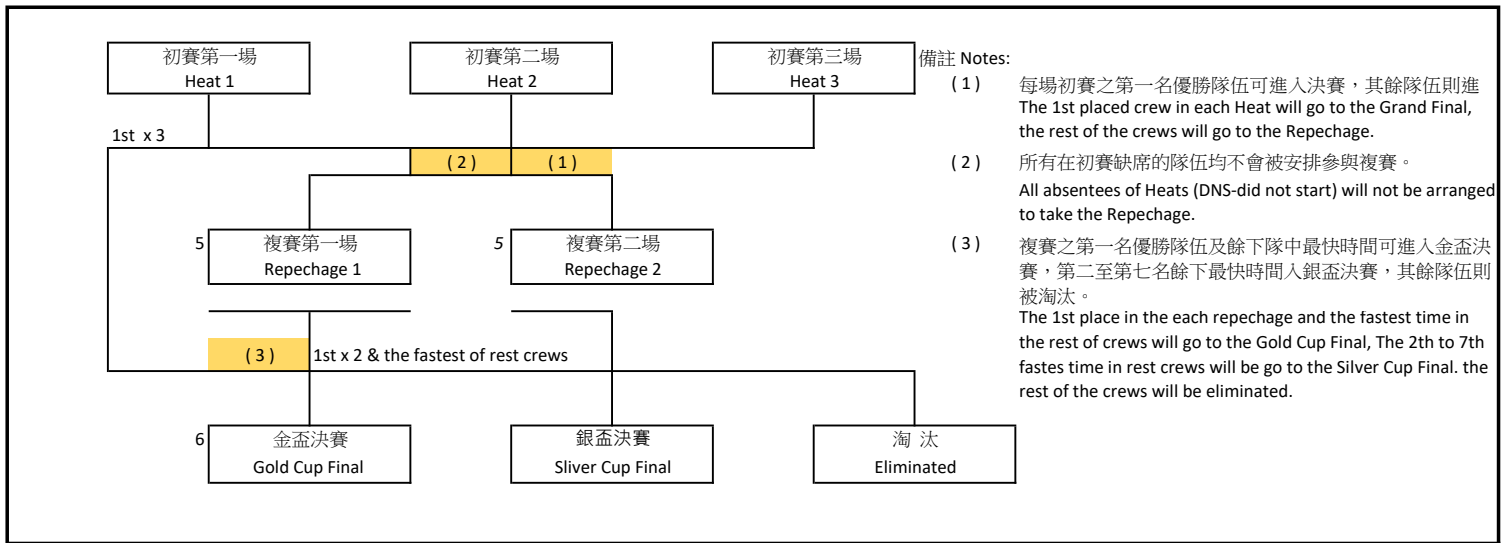 初賽第一場
Heat 1
初賽第二場
Heat 2
初賽第三場
Heat 3
1st x 3
( 2 )
( 1 )
5
複賽第一場
Repechage 1
5
複賽第二場
Repechage 2
( 3 )
1st x 2 & the fastest of rest crews
6
金盃決賽
Gold Cup Final
銀盃決賽
Sliver Cup Final
淘 汰
Eliminated
備註 Notes:
( 1 ) 每場初賽之第一名優勝隊伍可進入決賽，其餘隊伍則進
The 1st placed crew in each Heat will go to the Grand Final,
the rest of the crews will go to the Repechage.
( 2 ) 所有在初賽缺席的隊伍均不會被安排參與複賽。
All absentees of Heats (DNS-did not start) will not be arranged
to take the Repechage.
( 3 ) 複賽之第一名優勝隊伍及餘下隊中最快時間可進入金盃決
賽，第二至第七名餘下最快時間入銀盃決賽，其餘隊伍則
被淘汰。
The 1st place in the each repechage and the fastest time in
the rest of crews will go to the Gold Cup Final, The 2th to 7th
fastes time in rest crews will be go to the Silver Cup Final. the
rest of the crews will be eliminated.